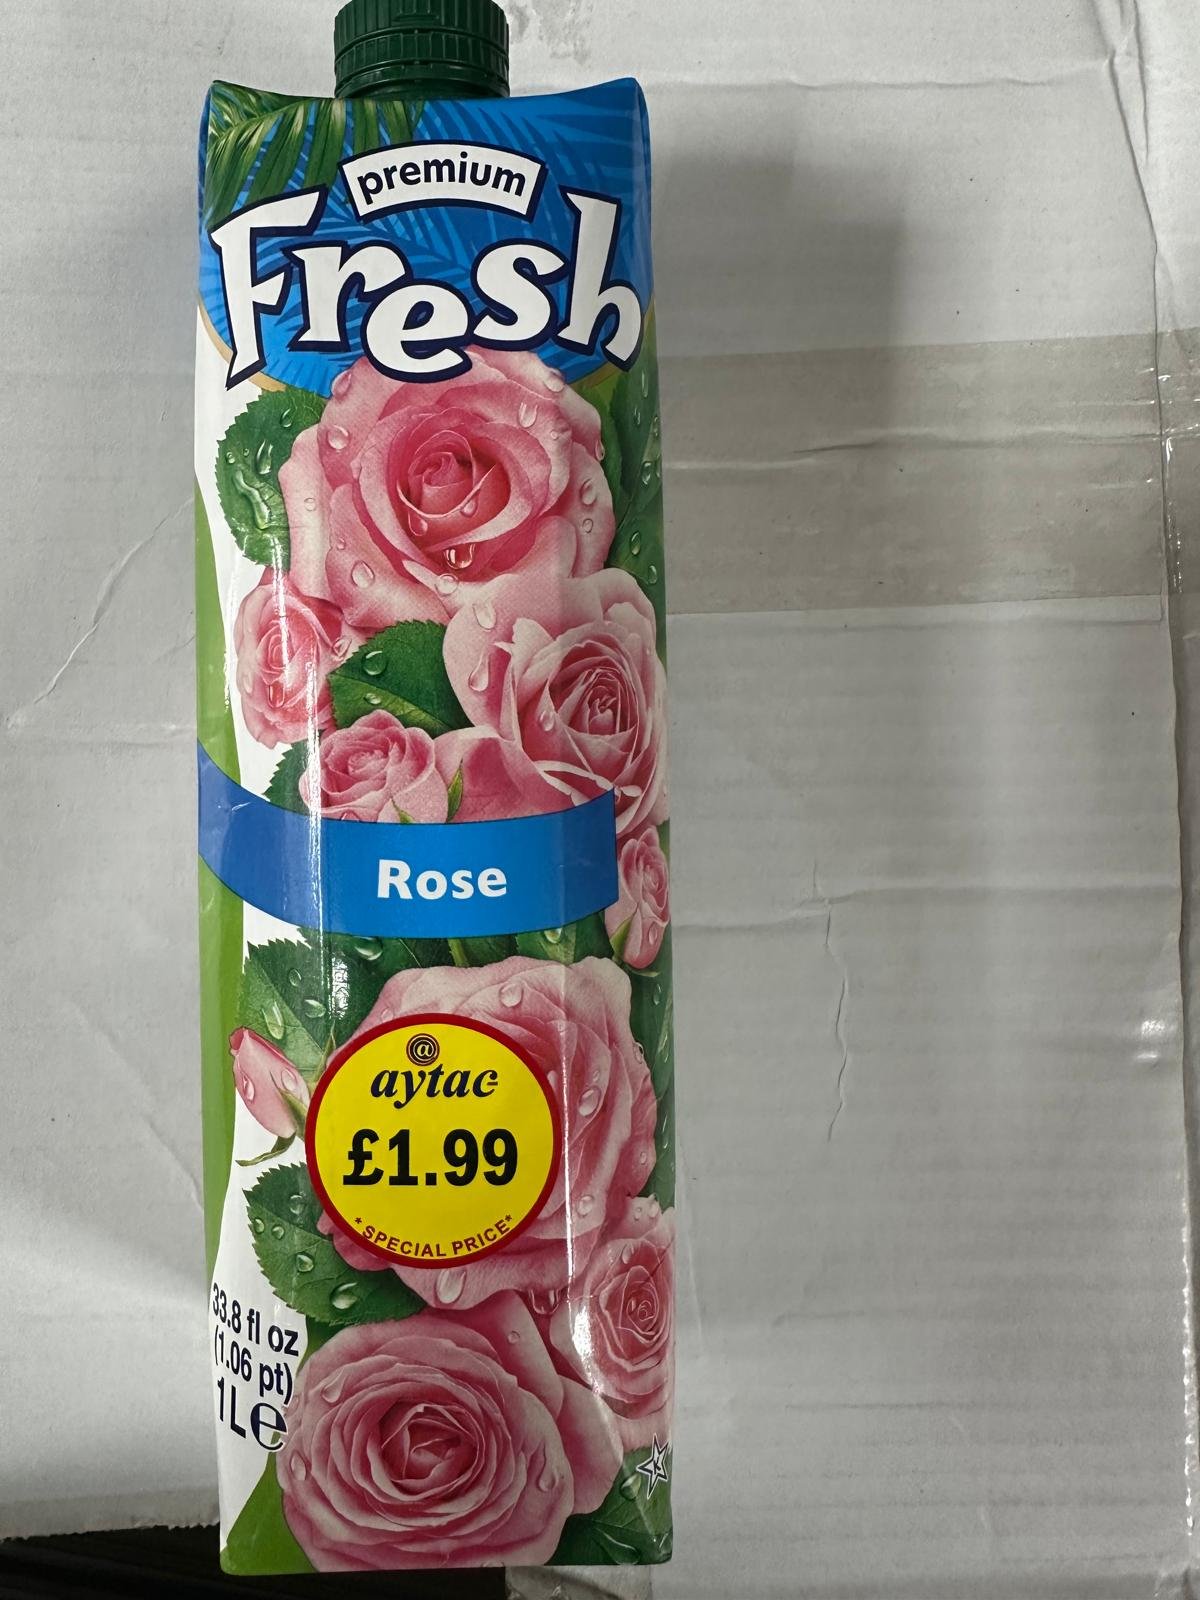 premium
Fresh
Rose
@
aytac
£1.99
*SPECIAL PRICE*
33.8 fl oz
(1.06 pt)
1L e
K